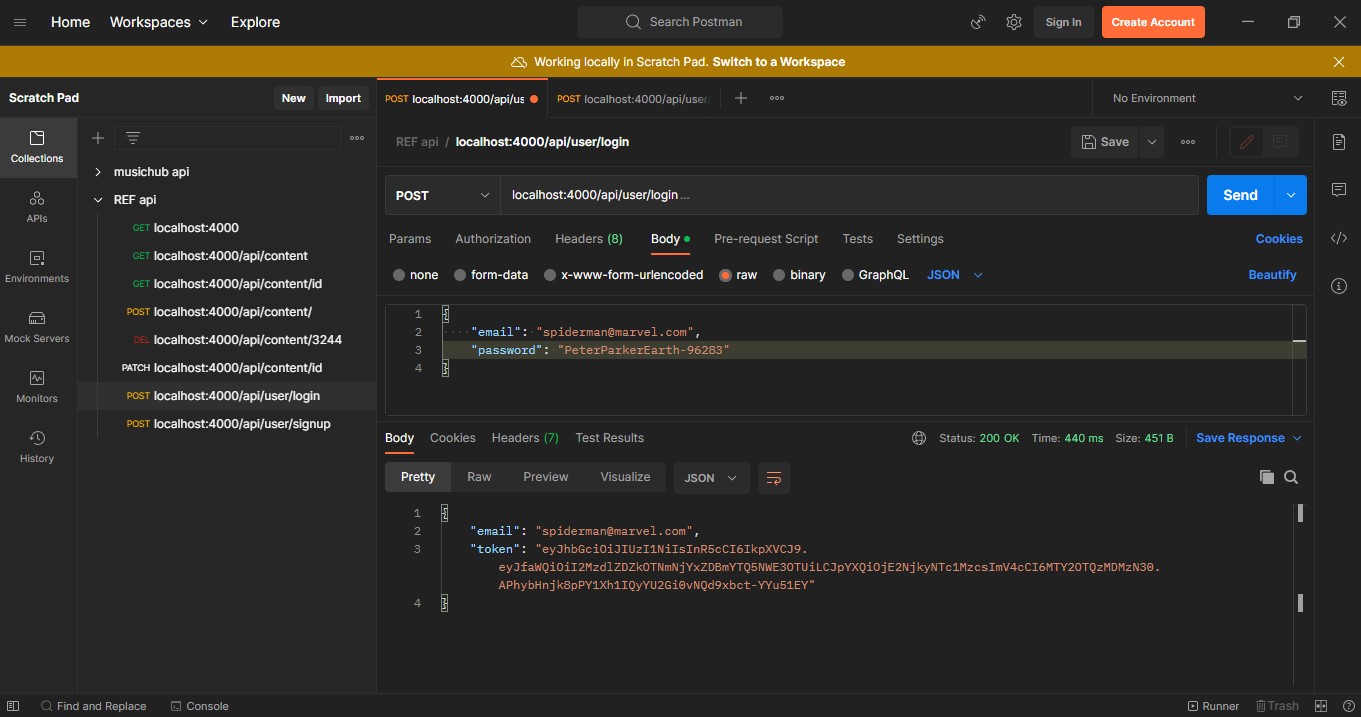 Home Workspaces Explore Search Postman Sign In Create Account
Working locally in Scratch Pad. Switch to a Workspace
Scratch Pad New Import
POST localhost:4000/api/us POST localhost:4000/api/user No Environment
Collections
APIs
Environments
Mock Servers
Monitors
History
musichub api
REF api
GET localhost:4000
GET localhost:4000/api/content
GET localhost:4000/api/content/id
POST localhost:4000/api/content/
DEL localhost:4000/api/content/3244
PATCH localhost:4000/api/content/id
POST localhost:4000/api/user/login
POST localhost:4000/api/user/signup
REF api / localhost:4000/api/user/login Save
POST localhost:4000/api/user/login... Send
Params Authorization Headers (8) Body Pre-request Script Tests Settings Cookies
none form-data x-www-form-urlencoded raw binary GraphQL JSON Beautify
1 {
2 "email": "spiderman@marvel.com",
3 "password": "PeterParkerEarth-96283"
4 }
Body Cookies Headers (7) Test Results Status: 200 OK Time: 440 ms Size: 451 B Save Response
Pretty Raw Preview Visualize JSON
1 {
2 "email": "spiderman@marvel.com",
3 "token": "eyJhbGciOiJIUzI1NiIsInR5cCI6IkpXVCJ9.
eyJfaWQiOiI2MzdlZDZkOTNmNjYxZDBmYTQ5NWE3OTUiLCJpYXQiOjE2NjkyNTc1MzcsImV4cCI6MTY2OTQzMDMzN30.
APhybHnjk8pPY1Xh1IQyYU2Gi0vNQd9xbct-YYu51EY"
4 }
Find and Replace Console Runner Trash